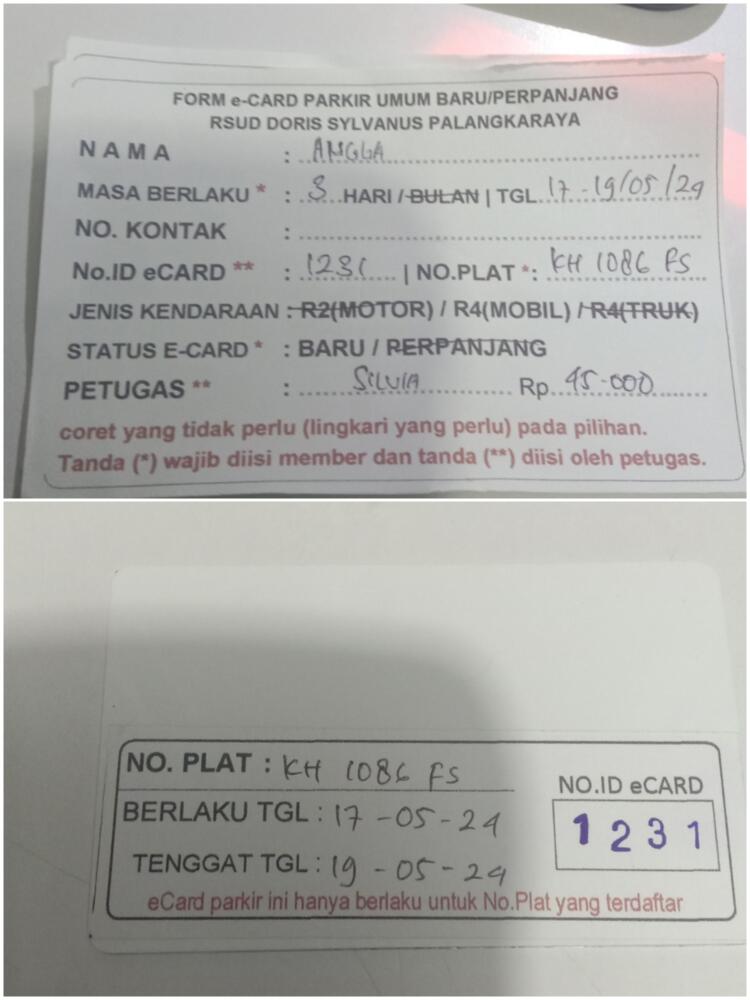 FORM e-CARD PARKIR UMUM BARU/PERPANJANG
RSUD DORIS SYLVANUS PALANGKARAYA
NAMA : ANGGA
MASA BERLAKU * : 3 HARI / BULAN | TGL 17 - 19/05/24
NO. KONTAK :
No.ID eCARD ** : 1231 | NO.PLAT *: KH 1086 FS
JENIS KENDARAAN : R2(MOTOR) / R4(MOBIL) / R4(TRUK)
STATUS E-CARD * : BARU / PERPANJANG
PETUGAS ** : SILVIA Rp. 45.000
coret yang tidak perlu (lingkari yang perlu) pada pilihan.
Tanda (*) wajib diisi member dan tanda (**) diisi oleh petugas.
NO. PLAT : KH 1086 FS
BERLAKU TGL : 17 - 05 - 24
TENGGAT TGL : 19 - 05 - 24
NO.ID eCARD
1231
eCard parkir ini hanya berlaku untuk No.Plat yang terdaftar